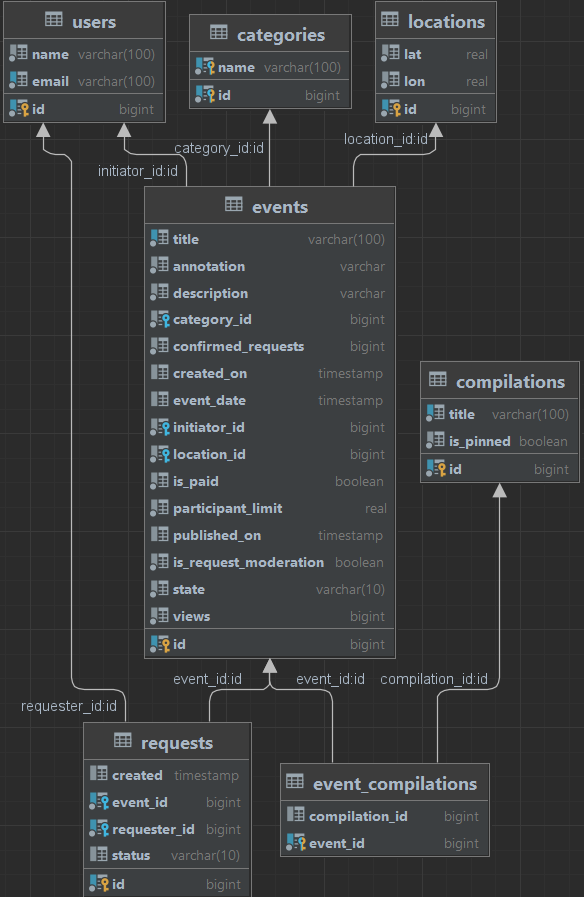 users
name varchar(100)
email varchar(100)
id bigint
categories
name varchar(100)
id bigint
locations
lat real
lon real
id bigint
initiator_id:id
category_id:id
location_id:id
events
title varchar(100)
annotation varchar
description varchar
category_id bigint
confirmed_requests bigint
created_on timestamp
event_date timestamp
initiator_id bigint
location_id bigint
is_paid boolean
participant_limit real
published_on timestamp
is_request_moderation boolean
state varchar(10)
views bigint
id bigint
compilations
title varchar(100)
is_pinned boolean
id bigint
requester_id:id
event_id:id
event_id:id
compilation_id:id
requests
created timestamp
event_id bigint
requester_id bigint
status varchar(10)
id bigint
event_compilations
compilation_id bigint
event_id bigint